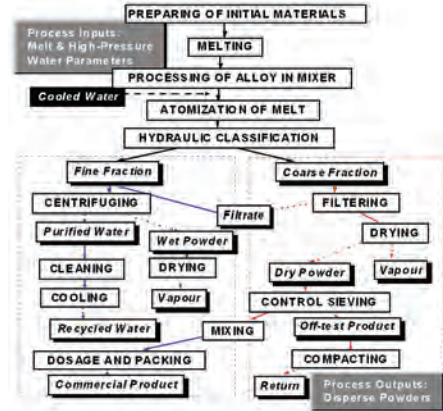 PREPARING OF INITIAL MATERIALS
Process Inputs:
Melt & High-Pressure
Water Parameters
MELTING
PROCESSING OF ALLOY IN MIXER
Cooled Water
ATOMIZATION OF MELT
HYDRAULIC CLASSIFICATION
Fine Fraction
Coarse Fraction
CENTRIFUGING
FILTERING
Filtrate
Purified Water
Wet Powder
DRYING
CLEANING
DRYING
Dry Powder
Vapour
COOLING
Vapour
CONTROL SIEVING
Recycled Water
MIXING
Off-test Product
DOSAGE AND PACKING
COMPACTING
Commercial Product
Return
Process Outputs:
Disperse Powders